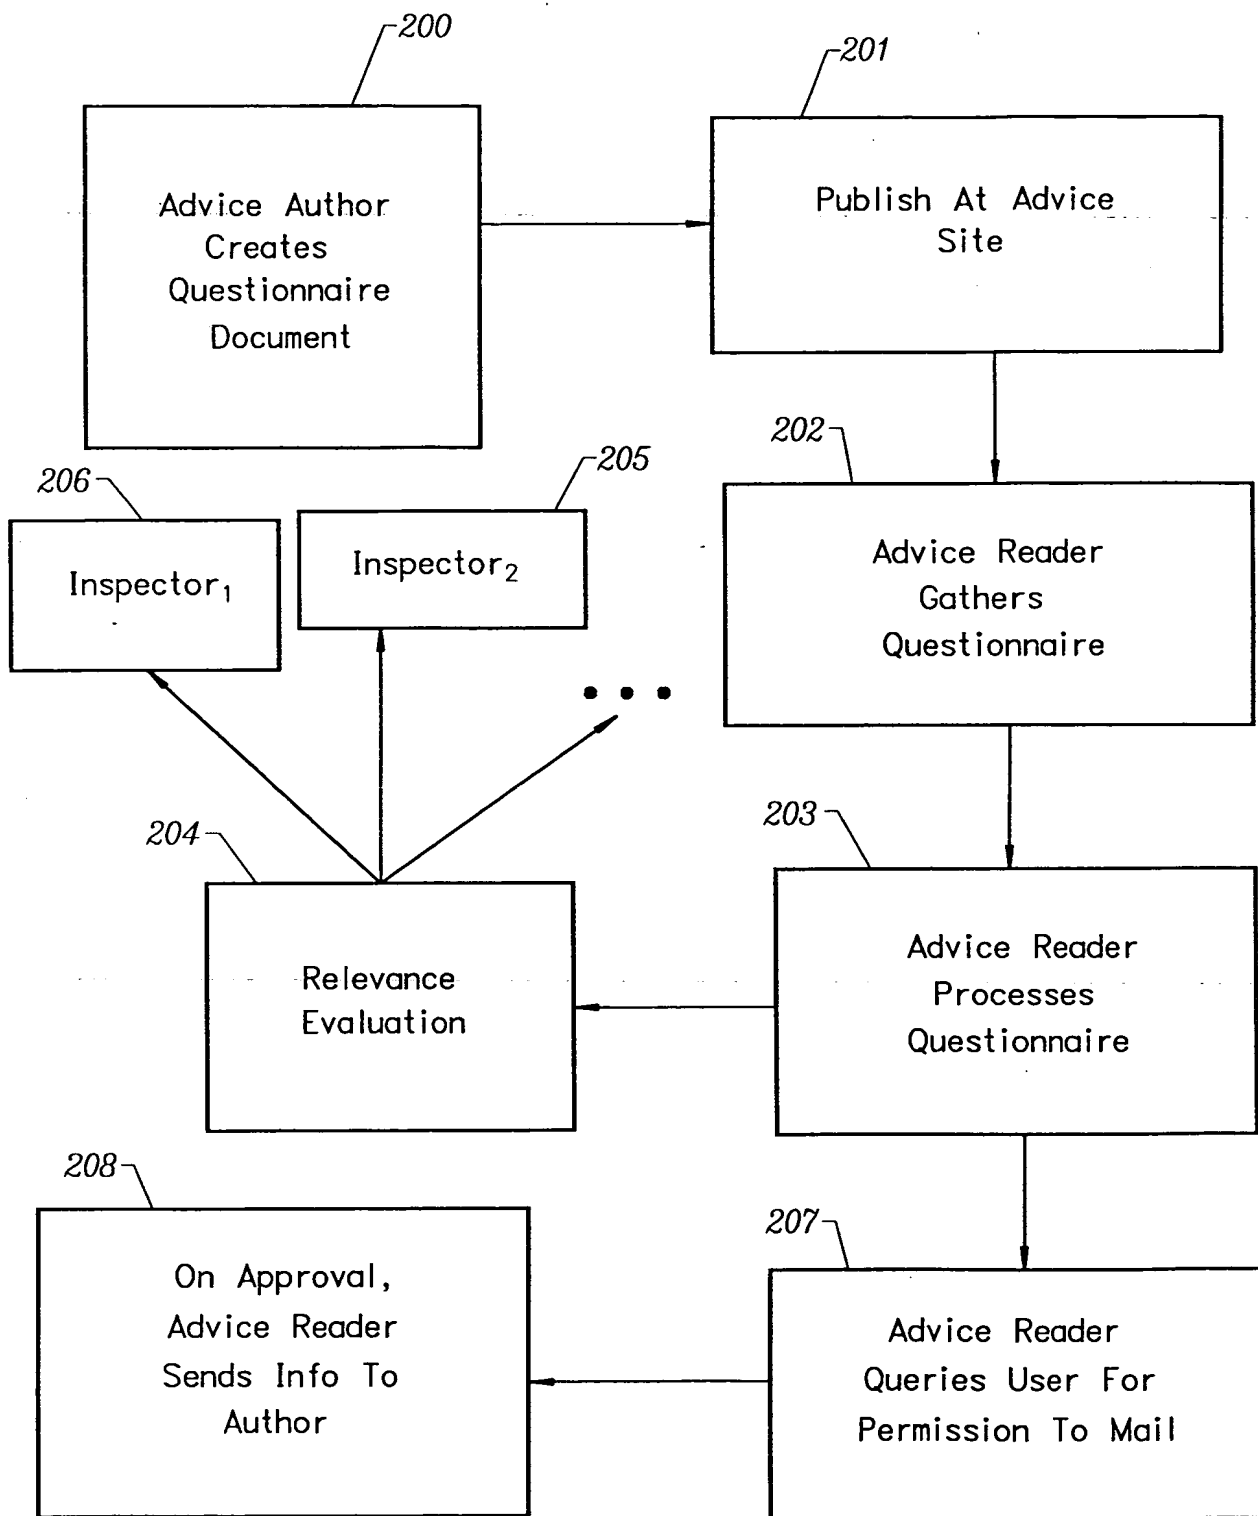 200
Advice Author
Creates
Questionnaire
Document
201
Publish At Advice
Site
202
Advice Reader
Gathers
Questionnaire
206
Inspector₁
205
Inspector₂
203
Advice Reader
Processes
Questionnaire
204
Relevance
Evaluation
207
Advice Reader
Queries User For
Permission To Mail
208
On Approval,
Advice Reader
Sends Info To
Author